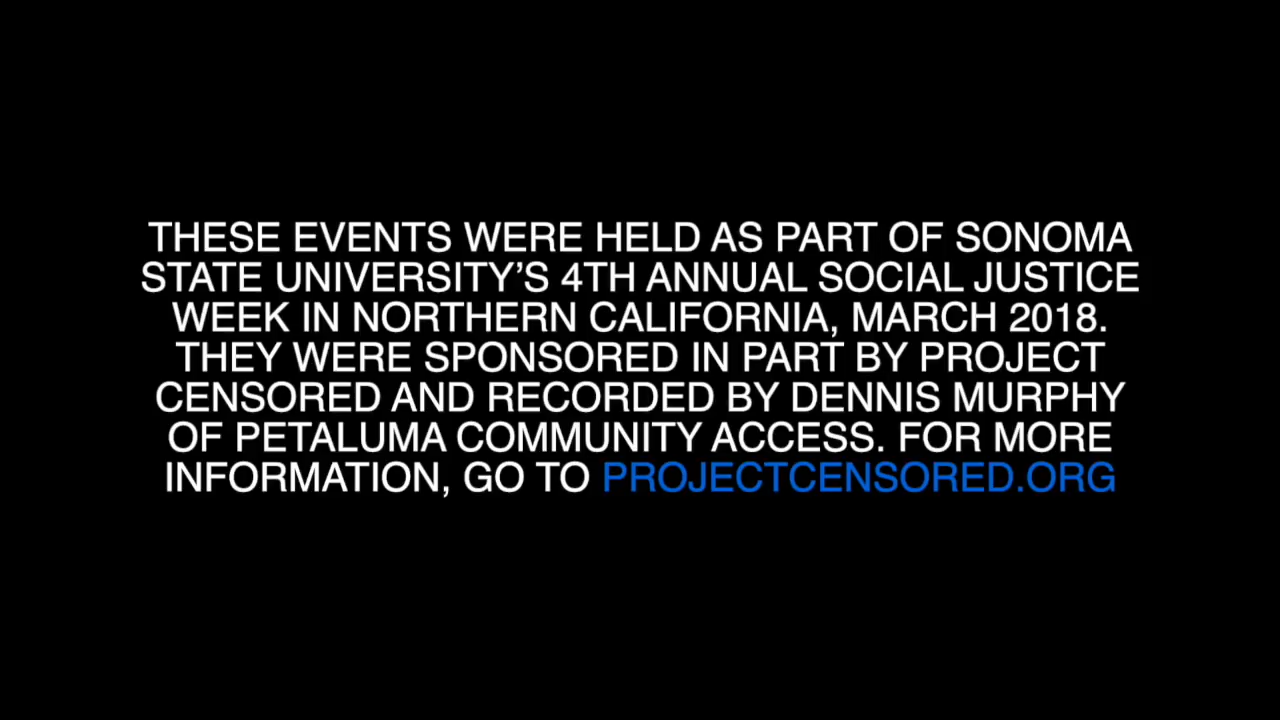 THESE EVENTS WERE HELD AS PART OF SONOMA
STATE UNIVERSITY’S 4TH ANNUAL SOCIAL JUSTICE
WEEK IN NORTHERN CALIFORNIA, MARCH 2018.
THEY WERE SPONSORED IN PART BY PROJECT
CENSORED AND RECORDED BY DENNIS MURPHY
OF PETALUMA COMMUNITY ACCESS. FOR MORE
INFORMATION, GO TO PROJECTCENSORED.ORG